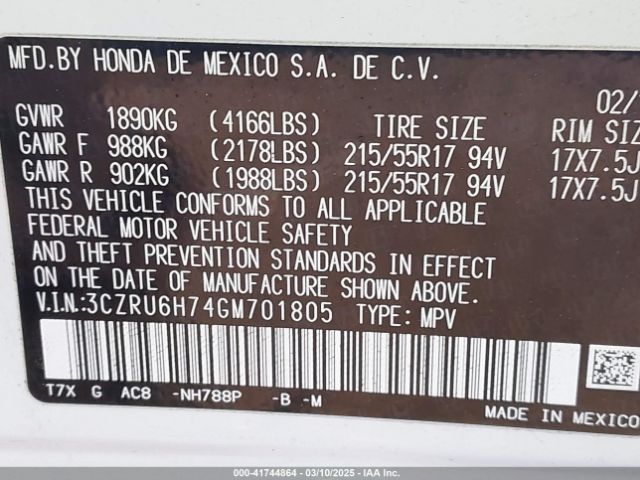 MFD.BY HONDA DE MEXICO S.A. DE C.V.
02/
GVWR 1890KG (4166LBS) TIRE SIZE RIM SIZ
GAWR F 988KG (2178LBS) 215/55R17 94V 17X7.5J
GAWR R 902KG (1988LBS) 215/55R17 94V 17X7.5J
THIS VEHICLE CONFORMS TO ALL APPLICABLE
FEDERAL MOTOR VEHICLE SAFETY
AND THEFT PREVENTION STANDARDS IN EFFECT
ON THE DATE OF MANUFACTURE SHOWN ABOVE.
V.I.N.:3CZRU6H74GM701805 TYPE: MPV
T7X G AC8 -NH788P -B -M
MADE IN MEXICO
000-41744864 - 03/10/2025 - IAA Holdings, LLC.